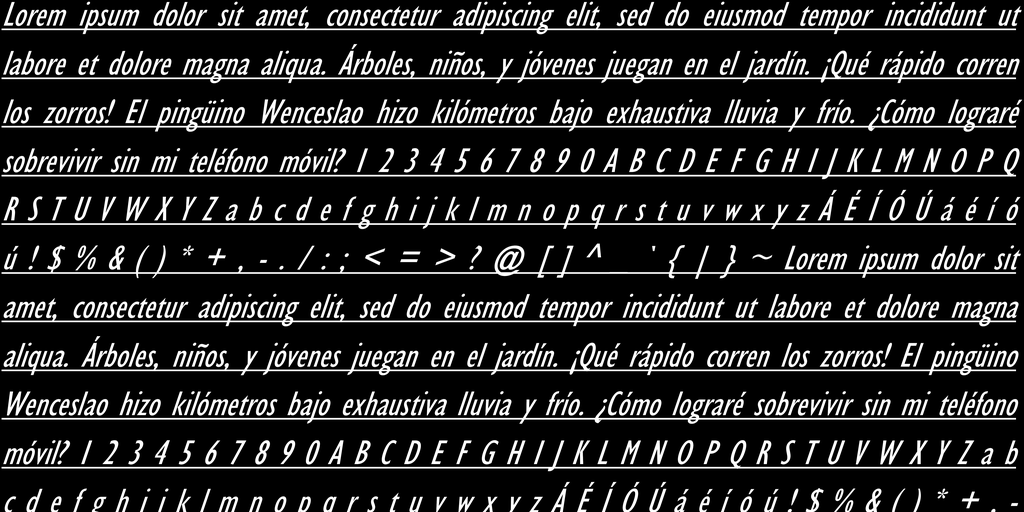 Lorem ipsum dolor sit amet, consectetur adipiscing elit, sed do eiusmod tempor incididunt ut
labore et dolore magna aliqua. Árboles, niños, y jóvenes juegan en el jardín. ¡Qué rápido corren
los zorros! El pingüino Wenceslao hizo kilómetros bajo exhaustiva lluvia y frío. ¿Cómo lograré
sobrevivir sin mi teléfono móvil? 1 2 3 4 5 6 7 8 9 0 A B C D E F G H I J K L M N O P Q
R S T U V W X Y Z a b c d e f g h i j k l m n o p q r s t u v w x y z Á É Í Ó Ú á é í ó
ú ! $ % & ( ) * + , - . / : ; < = > ? @ [ ] ^ _ ` { | } ~ Lorem ipsum dolor sit
amet, consectetur adipiscing elit, sed do eiusmod tempor incididunt ut labore et dolore magna
aliqua. Árboles, niños, y jóvenes juegan en el jardín. ¡Qué rápido corren los zorros! El pingüino
Wenceslao hizo kilómetros bajo exhaustiva lluvia y frío. ¿Cómo lograré sobrevivir sin mi teléfono
móvil? 1 2 3 4 5 6 7 8 9 0 A B C D E F G H I J K L M N O P Q R S T U V W X Y Z a b
c d e f g h i j k l m n o p q r s t u v w x y z Á É Í Ó Ú á é í ó ú ! $ % & ( ) * + , -